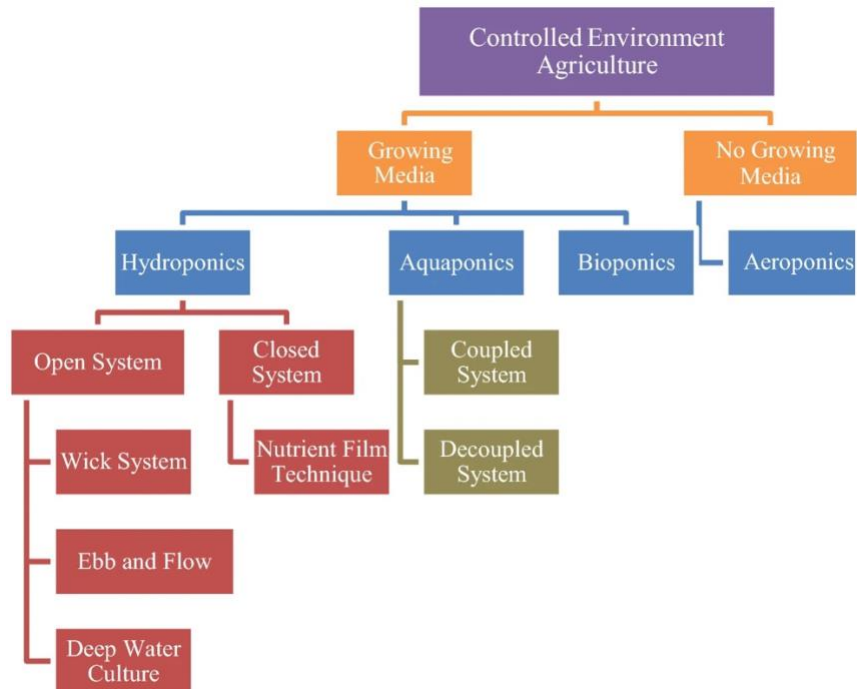 Controlled Environment
Agriculture
Growing
Media
No Growing
Media
Hydroponics
Aquaponics
Bioponics
Aeroponics
Open System
Closed
System
Coupled
System
Wick System
Nutrient Film
Technique
Decoupled
System
Ebb and Flow
Deep Water
Culture